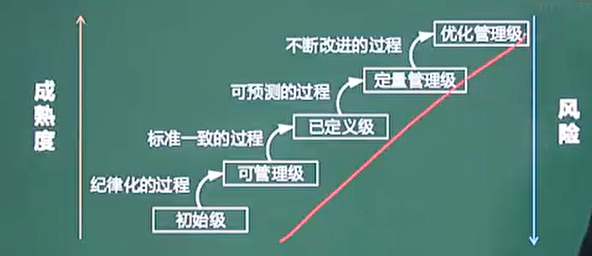 优化管理级
不断改进的过程
定量管理级
可预测的过程
已定义级
标准一致的过程
可管理级
纪律化的过程
初始级
成熟度
风险